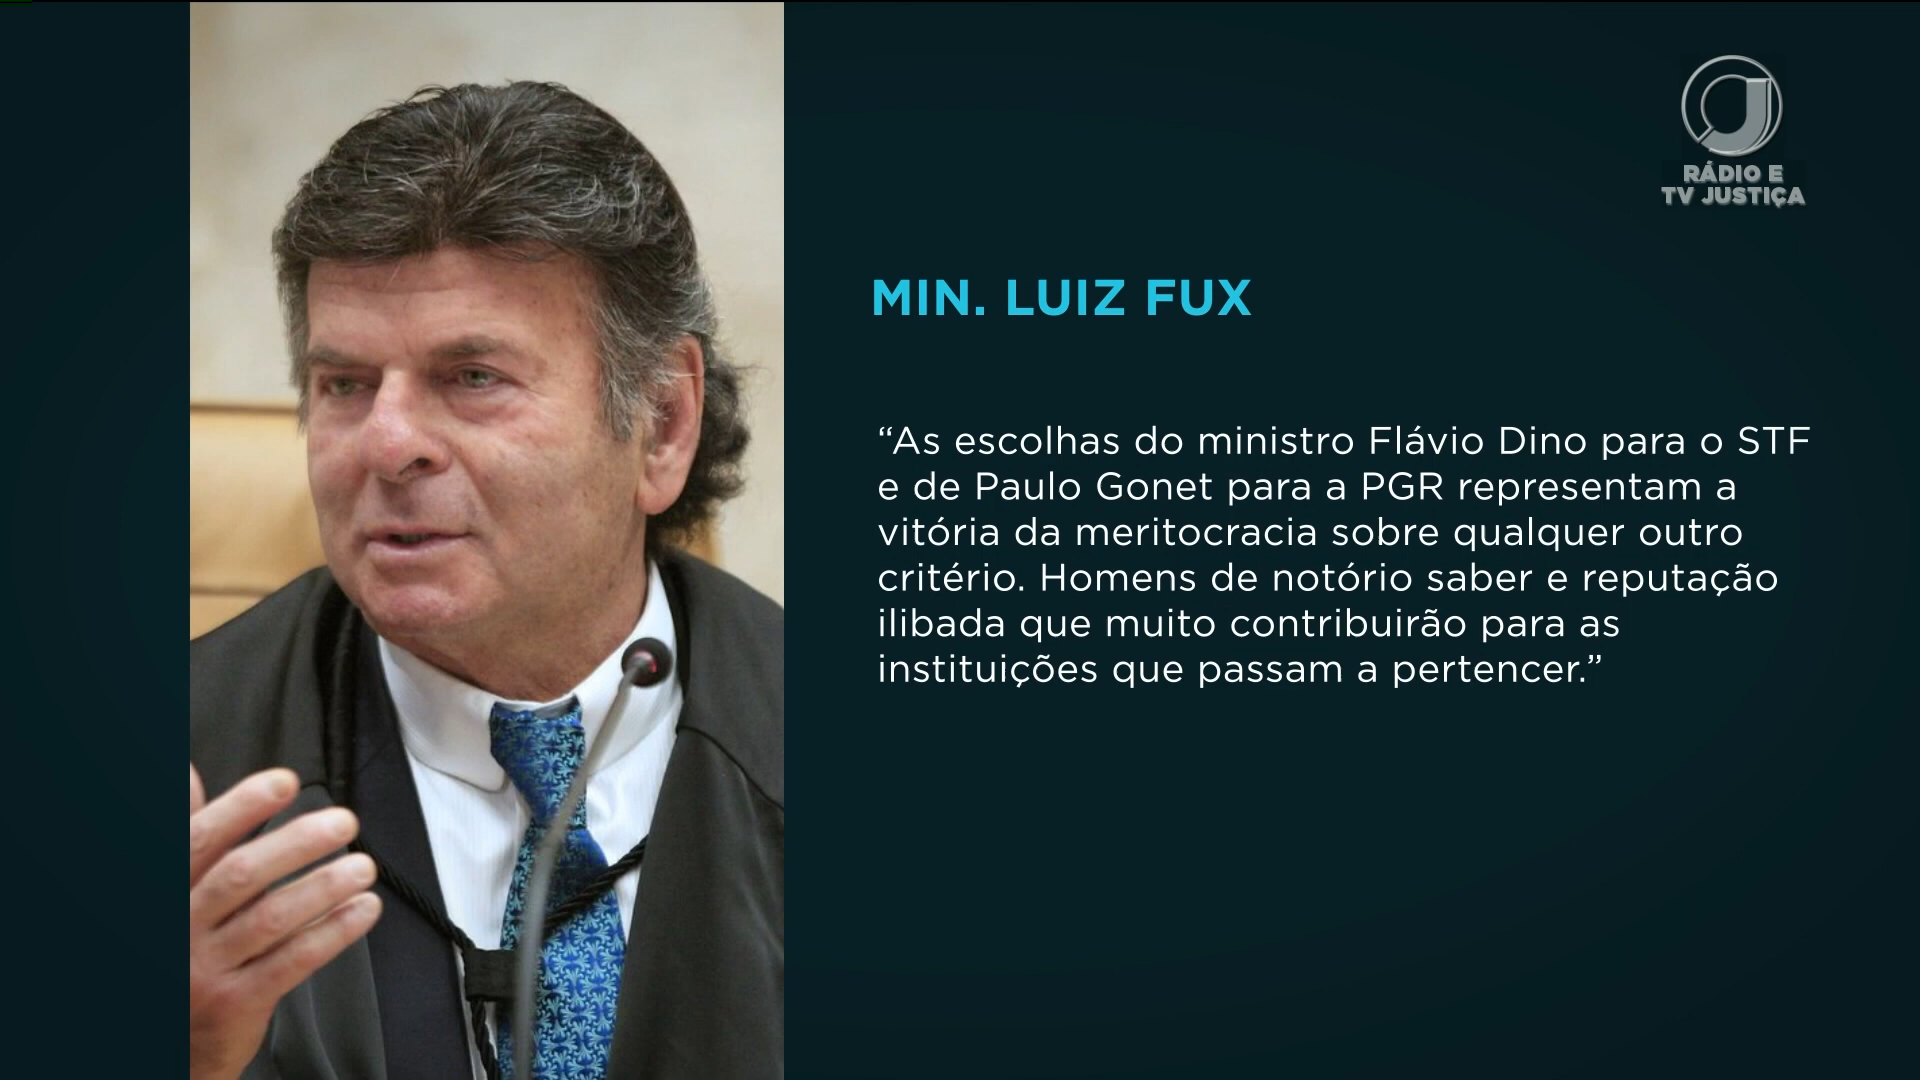 RÁDIO E
TV JUSTIÇA
MIN. LUIZ FUX
“As escolhas do ministro Flávio Dino para o STF
e de Paulo Gonet para a PGR representam a
vitória da meritocracia sobre qualquer outro
critério. Homens de notório saber e reputação
ilibada que muito contribuirão para as
instituições que passam a pertencer.”